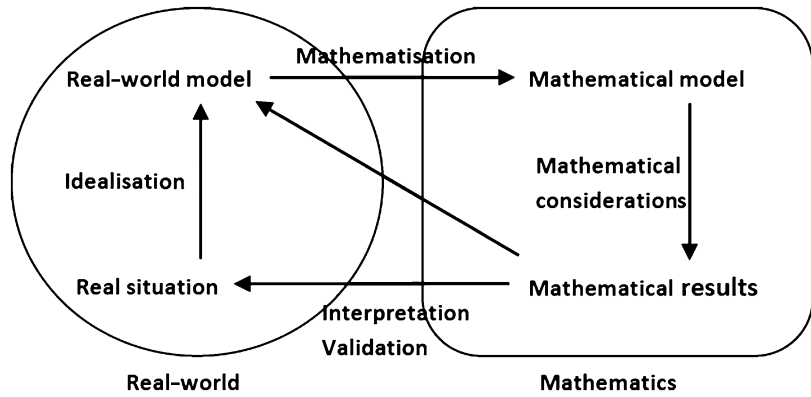 Mathematisation
Real-world model
Mathematical model
Idealisation
Mathematical
considerations
Real situation
Mathematical results
Interpretation
Validation
Real-world
Mathematics